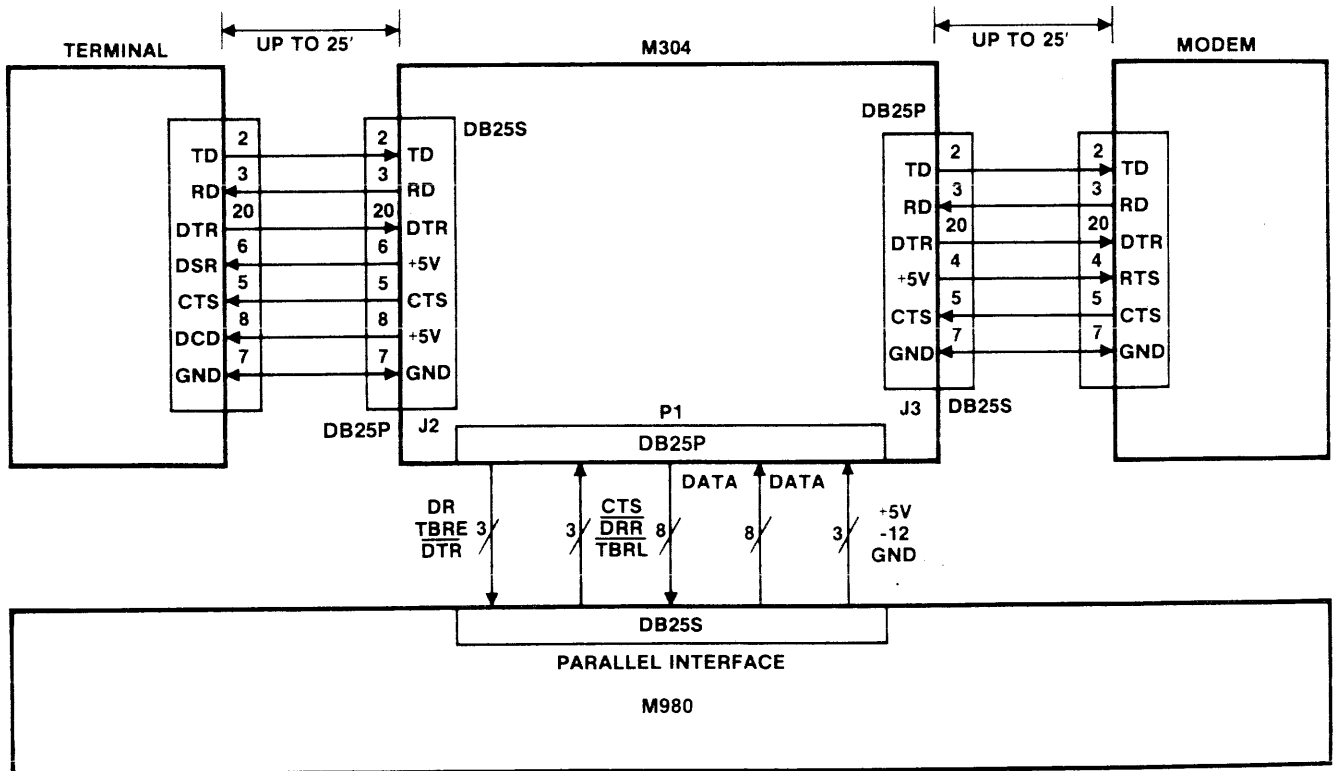 UP TO 25'
UP TO 25'
TERMINAL
M304
MODEM
DB25S
DB25P
2 2
TD TD
3 3
RD RD
20 20
DTR DTR
6 6
DSR +5V
5 5
CTS CTS
8 8
DCD +5V
7 7
GND GND
DB25P
J2
2 2
TD TD
3 3
RD RD
20 20
DTR DTR
4 4
+5V RTS
5 5
CTS CTS
7 7
GND GND
J3
DB25S
P1
DB25P
DR
TBRE
DTR
3
3
CTS
DRR
TBRL
8
DATA
8
DATA
3
+5V
-12
GND
DB25S
PARALLEL INTERFACE
M980